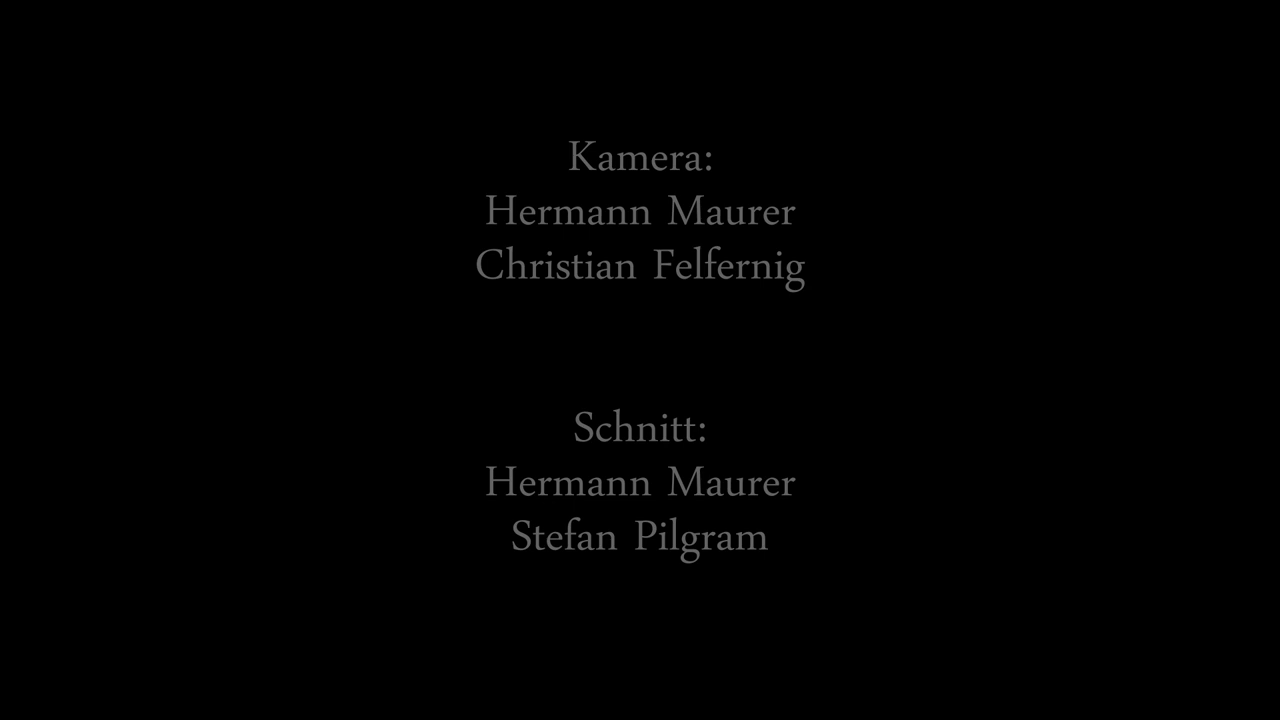 Kamera:
Hermann Maurer
Christian Felfernig
Schnitt:
Hermann Maurer
Stefan Pilgram